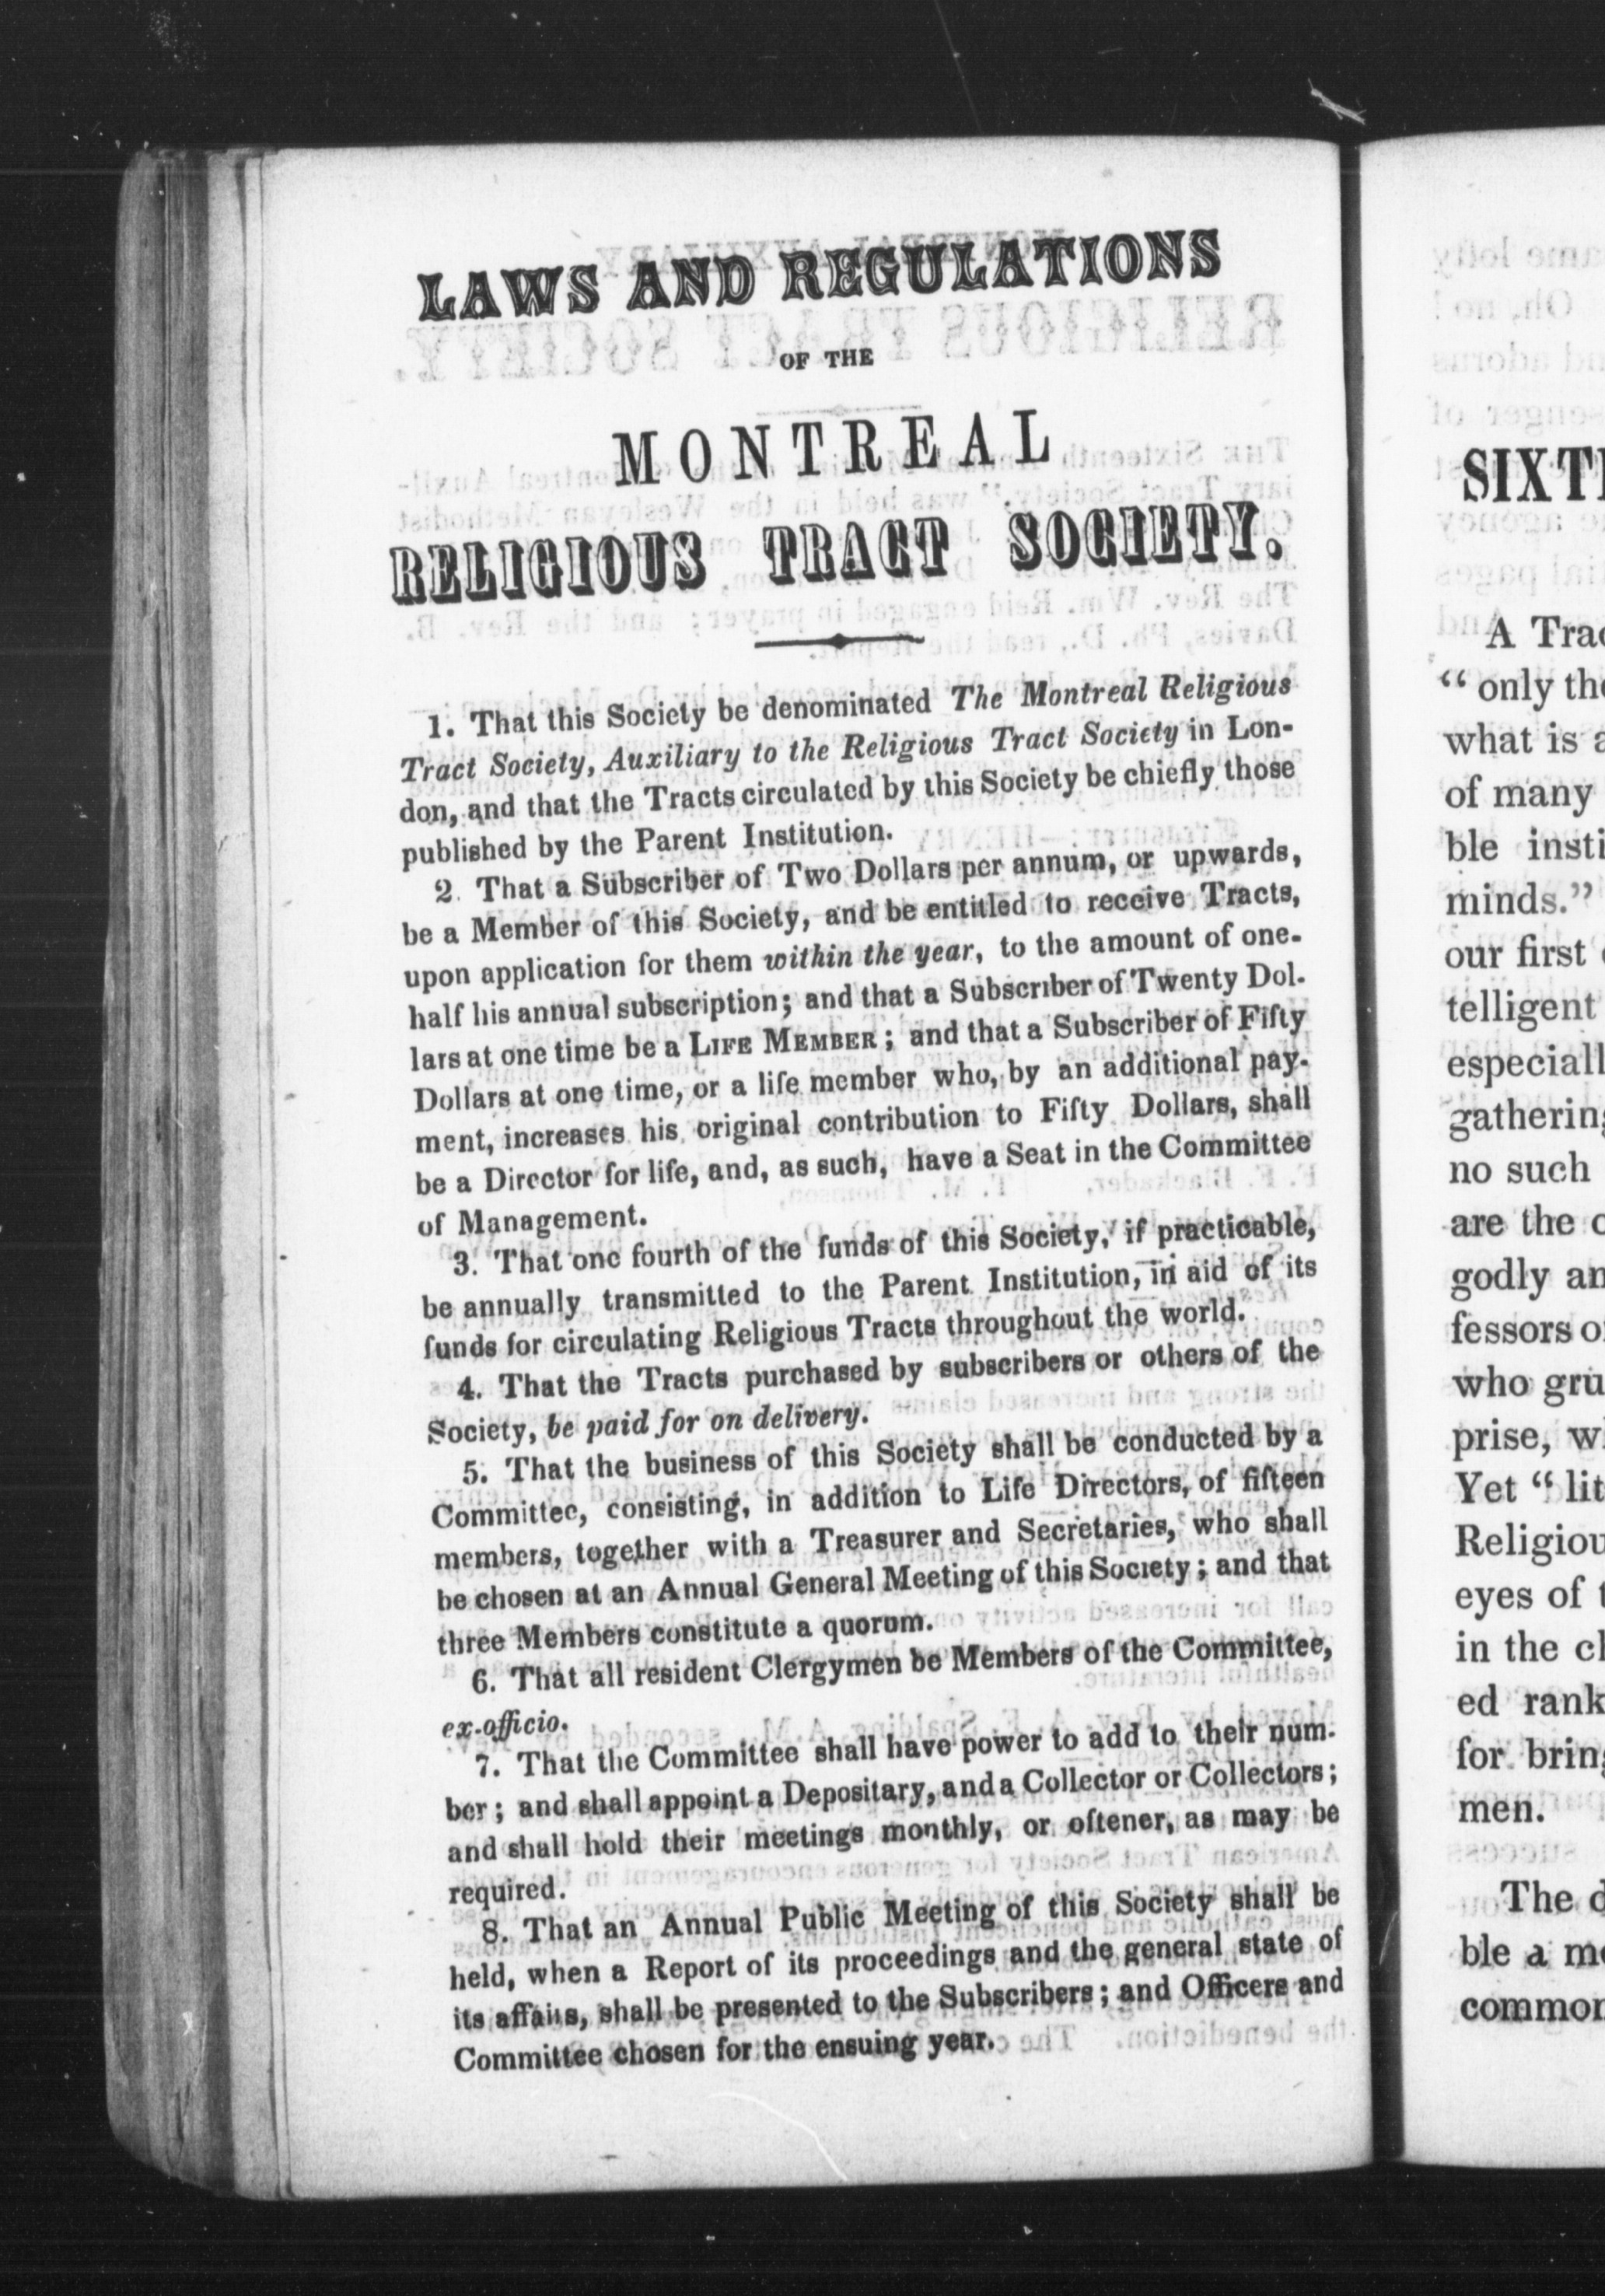 LAWS AND REGULATIONS
OF THE
MONTREAL
RELIGIOUS TRACT SOCIETY.
1. That this Society be denominated The Montreal Religious
Tract Society, Auxiliary to the Religious Tract Society in Lon-
don, and that the Tracts circulated by this Society be chiefly those
published by the Parent Institution.
2. That a Subscriber of Two Dollars per annum, or upwards,
be a Member of this Society, and be entitled to receive Tracts,
upon application for them within the year, to the amount of one-
half his annual subscription; and that a Subscriber of Twenty Dol-
lars at one time be a LIFE MEMBER; and that a Subscriber of Fifty
Dollars at one time, or a life member who, by an additional pay-
ment, increases his original contribution to Fifty Dollars, shall
be a Director for life, and, as such, have a Seat in the Committee
of Management.
3. That one fourth of the funds of this Society, if practicable,
be annually transmitted to the Parent Institution, in aid of its
funds for circulating Religious Tracts throughout the world.
4. That the Tracts purchased by subscribers or others of the
Society, be paid for on delivery.
5. That the business of this Society shall be conducted by a
Committee, consisting, in addition to Life Directors, of fifteen
members, together with a Treasurer and Secretaries, who shall
be chosen at an Annual General Meeting of this Society; and that
three Members constitute a quorum.
6. That all resident Clergymen be Members of the Committee,
ex-officio.
7. That the Committee shall have power to add to their num-
ber; and shall appoint a Depositary, and a Collector or Collectors;
and shall hold their meetings monthly, or oftener, as may be
required.
8. That an Annual Public Meeting of this Society shall be
held, when a Report of its proceedings and the general state of
its affairs, shall be presented to the Subscribers; and Officers and
Committee chosen for the ensuing year.
SIXT
A Trac
“ only the
what is a
of many
ble insti
minds.”
our first
telligent
especiall
gathering
no such
are the
godly an
fessors o
who gru
prise, w
Yet “ lit
Religiou
eyes of t
in the cl
ed rank
for bring
men.
The d
ble a me
common